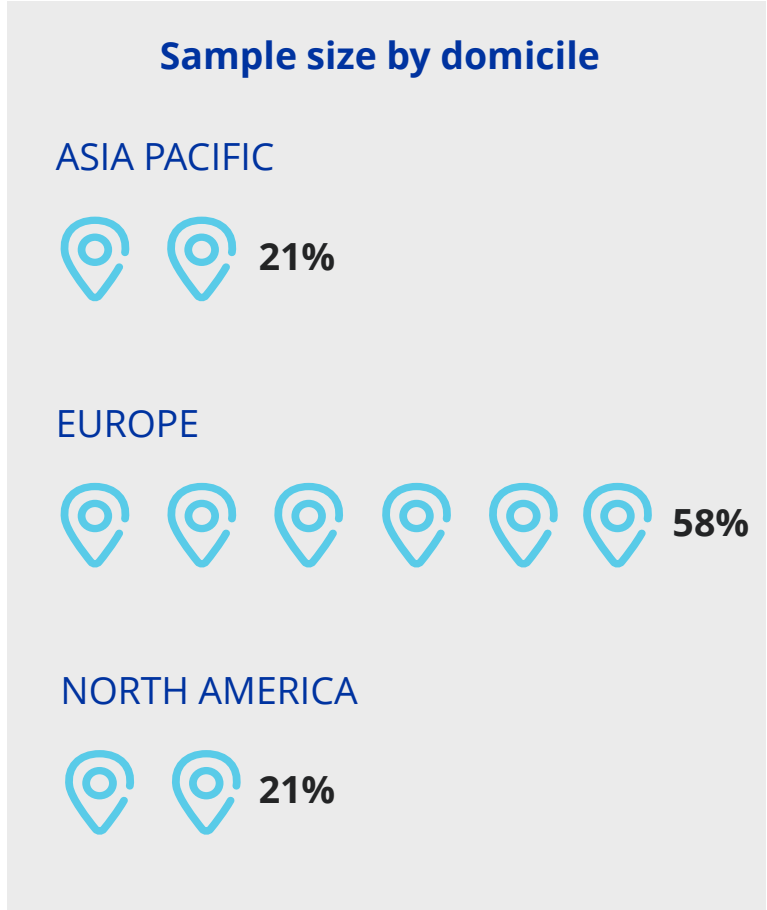 Sample size by domicile
ASIA PACIFIC
21%
EUROPE
58%
NORTH AMERICA
21%